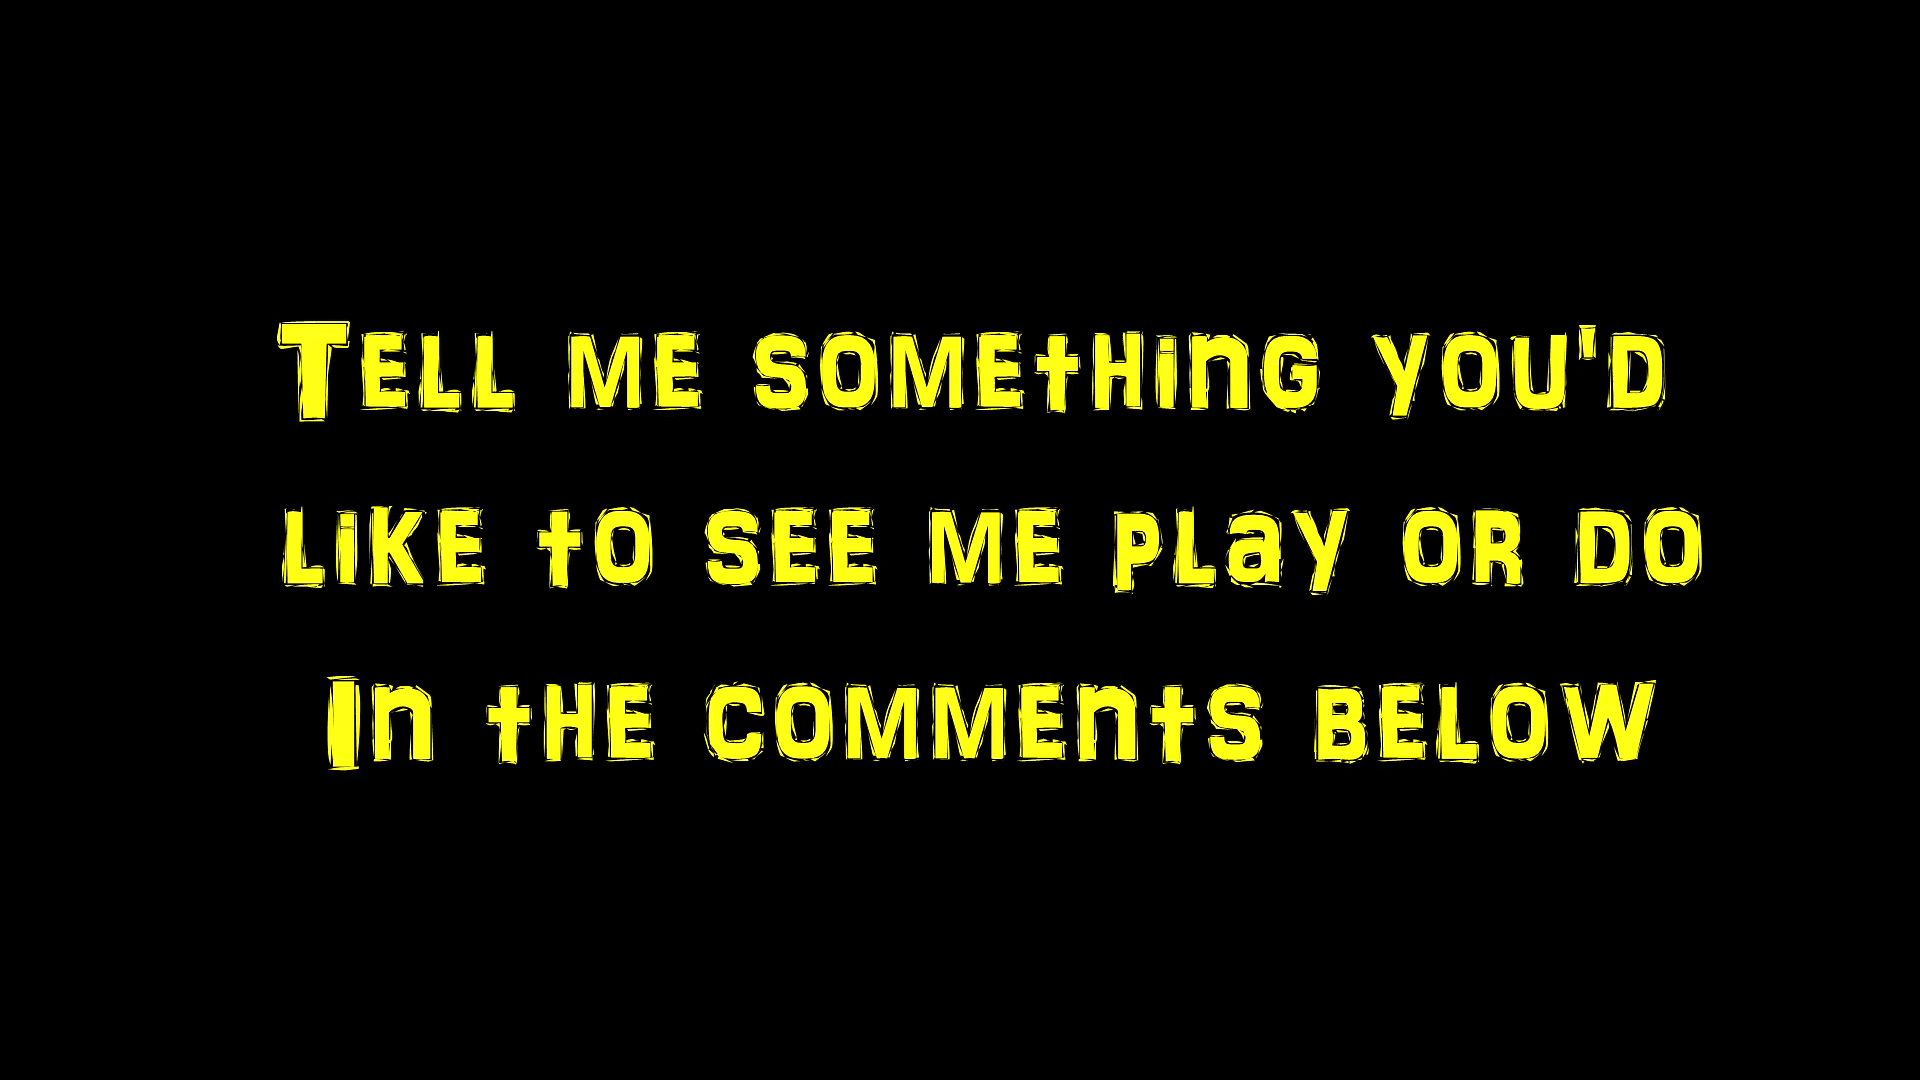 Tell me something you'd
like to see me play or do
In the comments below